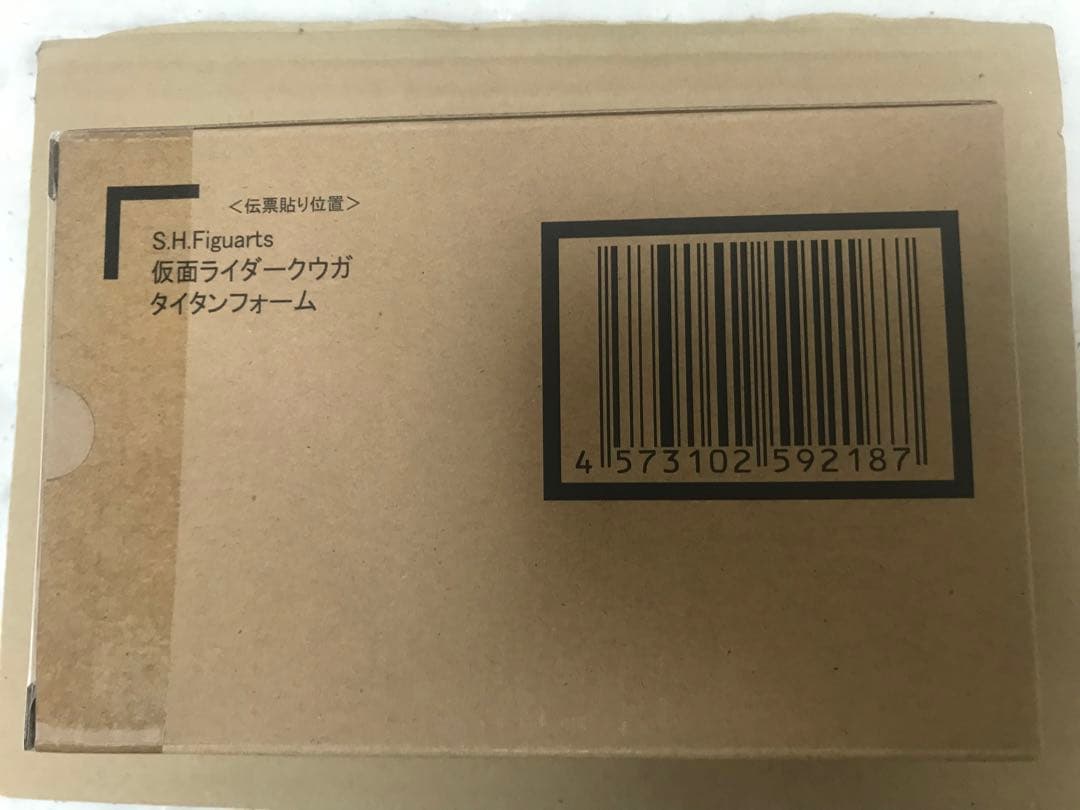 ＜伝票貼り位置＞
S.H.Figuarts
仮面ライダークウガ
タイタンフォーム
4 573102 592187